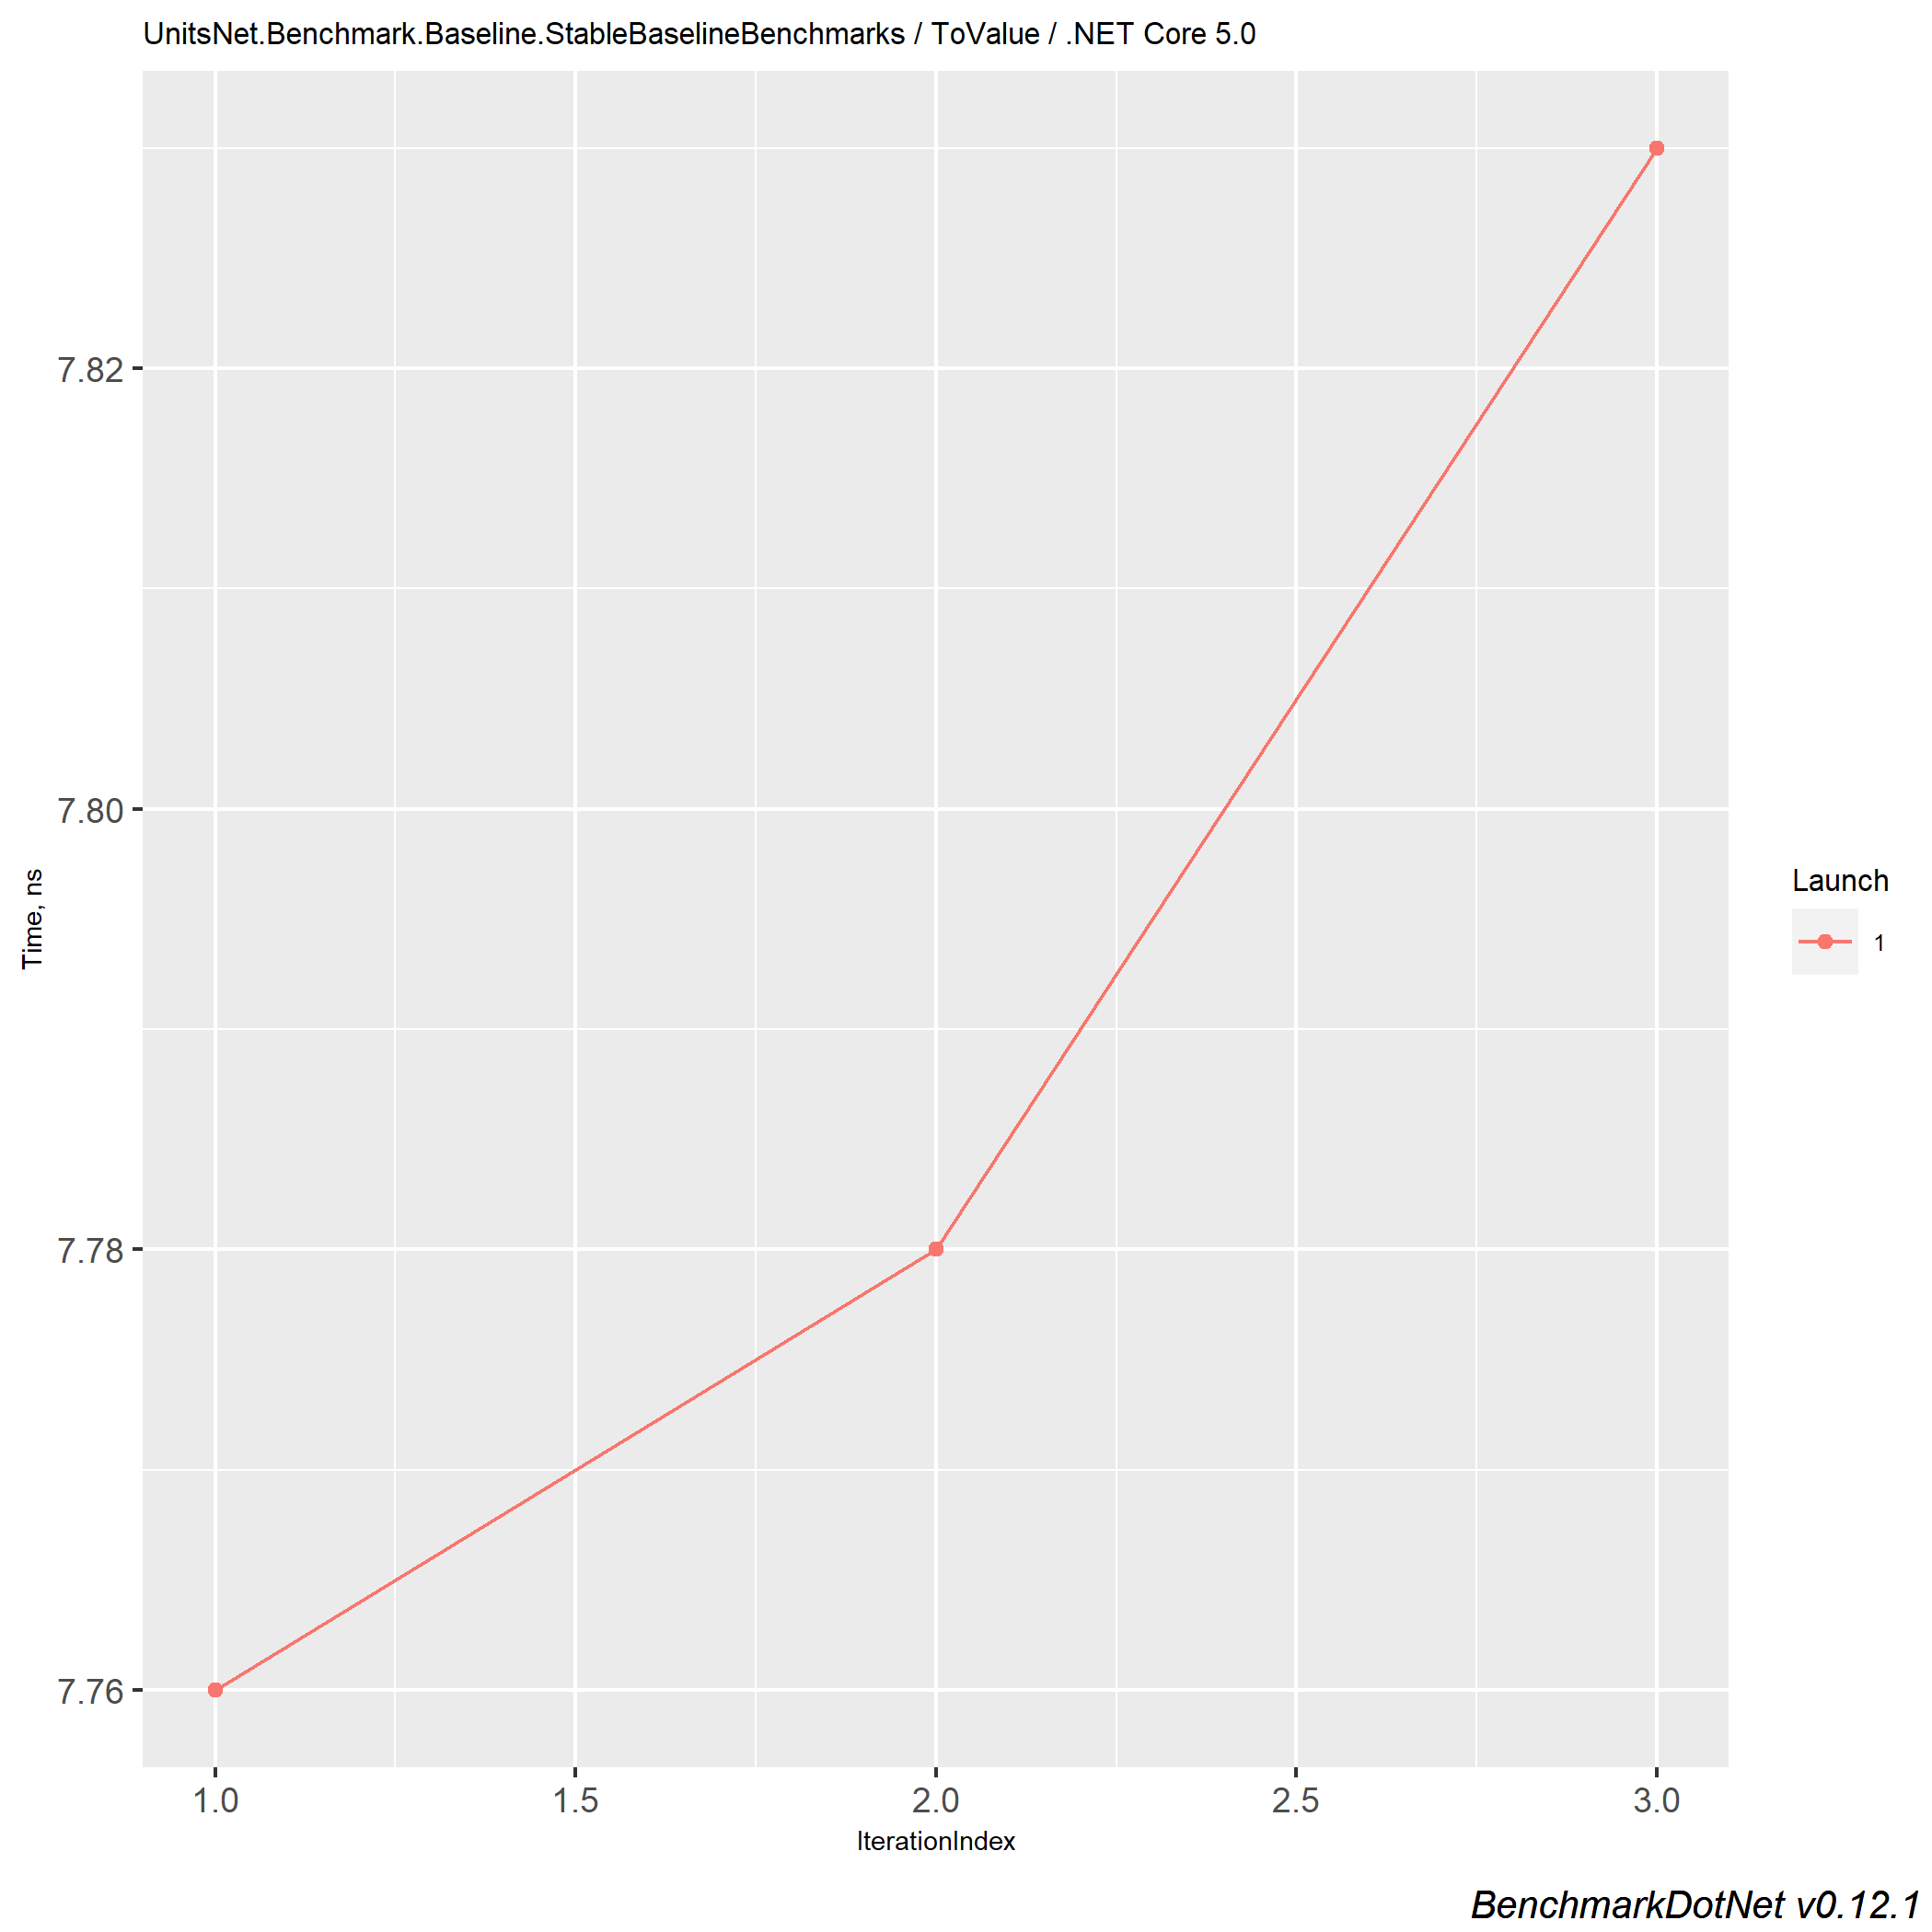 UnitsNet.Benchmark.Baseline.StableBaselineBenchmarks / ToValue / .NET Core 5.0
7.82
7.80
7.78
7.76
Time, ns
1.0 1.5 2.0 2.5 3.0
IterationIndex
Launch
1
BenchmarkDotNet v0.12.1